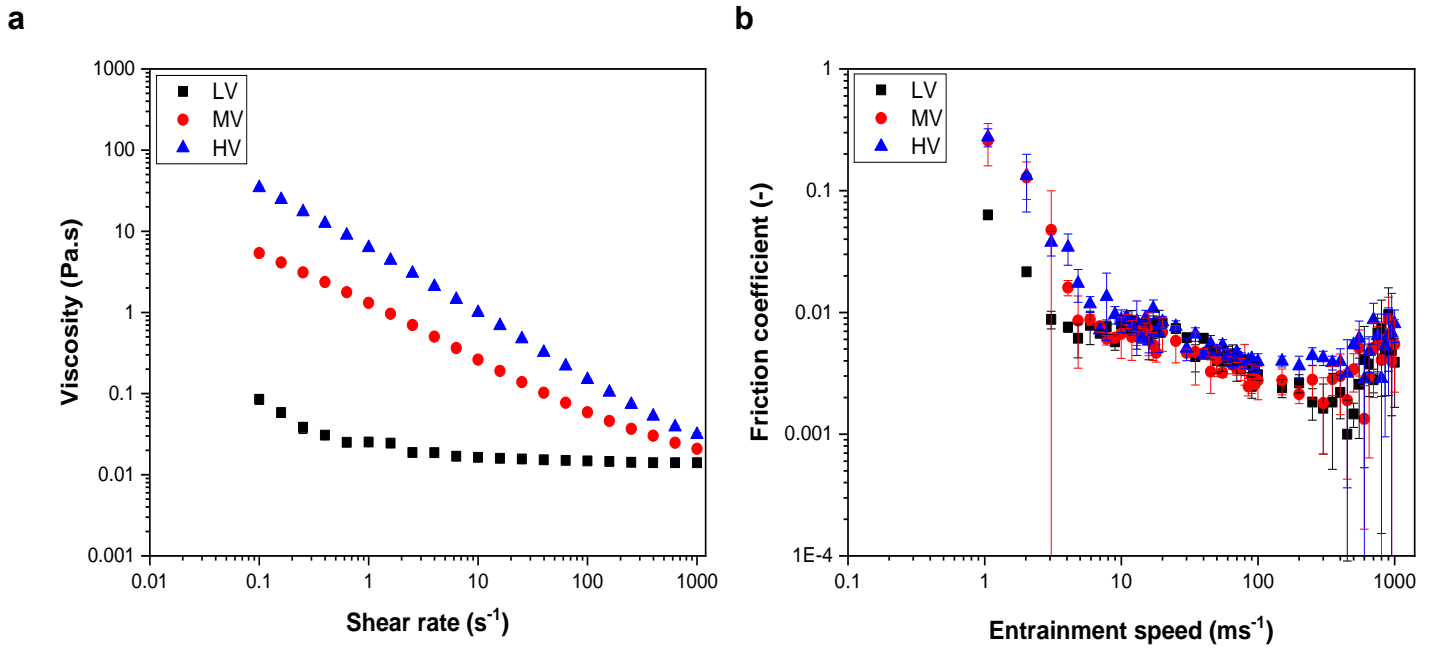 a
1000
100
10
1
0.1
0.01
0.001
Viscosity (Pa.s)
LV
MV
HV
0.01
0.1
1
10
100
1000
Shear rate (s⁻¹)
b
1
0.1
0.01
0.001
1E-4
Friction coefficient (-)
LV
MV
HV
0.1
1
10
100
1000
Entrainment speed (ms⁻¹)